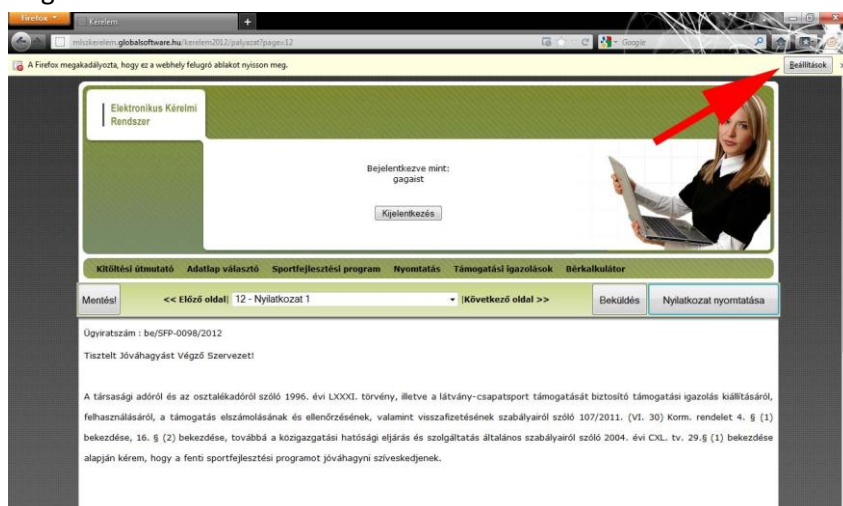 Firefox
Kerelem
+
mlszkerelem.globalsoftware.hu/kerelem2012/palyazat?page=12
Google
A Firefox megakadályozta, hogy ez a webhely felugró ablakot nyisson meg.
Beállítások
Elektronikus Kérelmi
Rendszer
Bejelentkezve mint:
gagaist
Kijelentkezés
Kitöltési útmutató Adatlap választó Sportfejlesztési program Nyomtatás Támogatási igazolások Bérkalkulátor
Mentés! << Előző oldal| 12 - Nyilatkozat 1 |Következő oldal >> Beküldés Nyilatkozat nyomtatása
Ügyiratszám : be/SFP-0098/2012
Tisztelt Jóváhagyást Végző Szervezet!
A társasági adóról és az osztalékadóról szóló 1996. évi LXXXI. törvény, illetve a látvány-csapatsport támogatását biztosító támogatási igazolás kiállításáról,
felhasználásáról, a támogatás elszámolásának és ellenőrzésének, valamint visszafizetésének szabályairól szóló 107/2011. (VI. 30) Korm. rendelet 4. § (1)
bekezdése, 16. § (2) bekezdése, továbbá a közigazgatási hatósági eljárás és szolgáltatás általános szabályairól szóló 2004. évi CXL. tv. 29.§ (1) bekezdése
alapján kérem, hogy a fenti sportfejlesztési programot jóváhagyni szíveskedjenek.